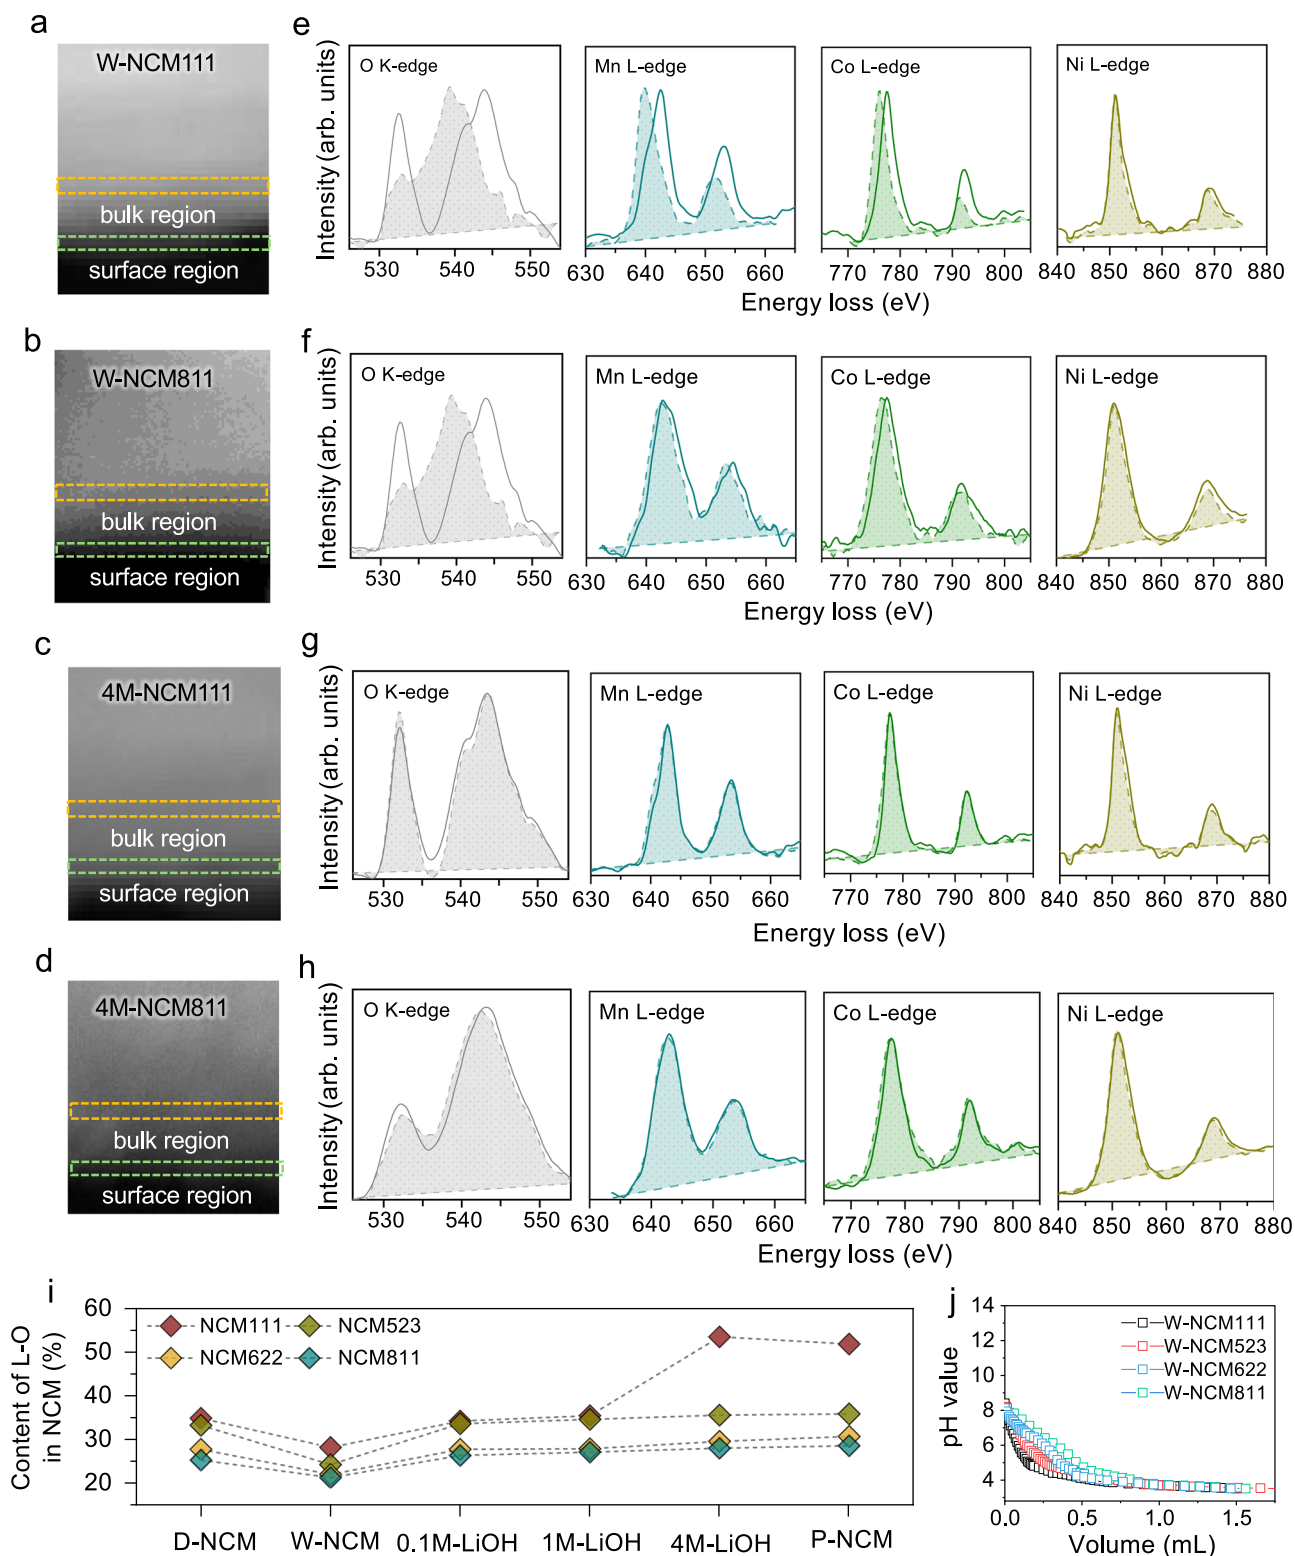 a
W-NCM111
bulk region
surface region
e
Intensity (arb. units)
O K-edge
530 540 550
Mn L-edge
630 640 650 660
Co L-edge
770 780 790 800
Ni L-edge
840 850 860 870 880
Energy loss (eV)
b
W-NCM811
bulk region
surface region
f
Intensity (arb. units)
O K-edge
530 540 550
Mn L-edge
630 640 650 660
Co L-edge
770 780 790 800
Ni L-edge
840 850 860 870 880
Energy loss (eV)
c
4M-NCM111
bulk region
surface region
g
Intensity (arb. units)
O K-edge
530 540 550
Mn L-edge
630 640 650 660
Co L-edge
770 780 790 800
Ni L-edge
840 850 860 870 880
Energy loss (eV)
d
4M-NCM811
bulk region
surface region
h
Intensity (arb. units)
O K-edge
530 540 550
Mn L-edge
630 640 650 660
Co L-edge
770 780 790 800
Ni L-edge
840 850 860 870 880
Energy loss (eV)
i
Content of L-O
in NCM (%)
60
50
40
30
20
NCM111 NCM523
NCM622 NCM811
D-NCM W-NCM 0.1M-LiOH 1M-LiOH 4M-LiOH P-NCM
j
pH value
14
12
10
8
6
4
W-NCM111
W-NCM523
W-NCM622
W-NCM811
0.0 0.5 1.0 1.5
Volume (mL)